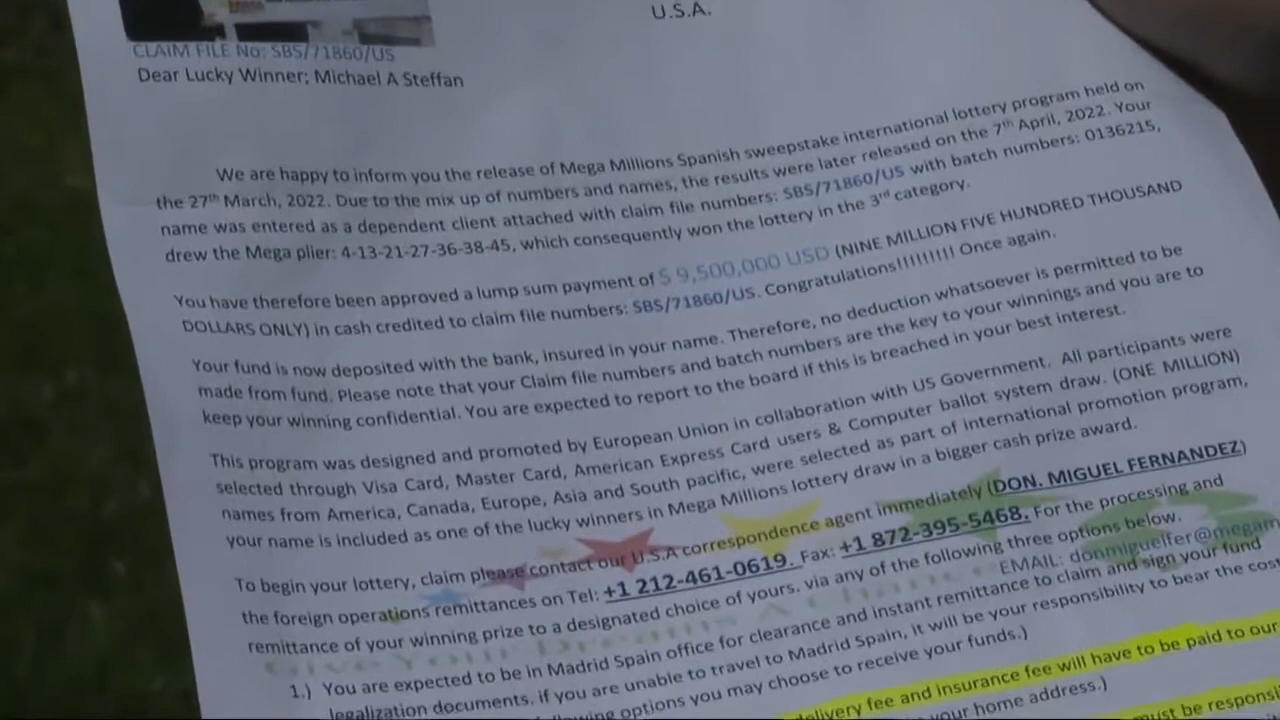 U.S.A.
CLAIM FILE No: SBS/71860/US
Dear Lucky Winner; Michael A Steffan
We are happy to inform you the release of Mega Millions Spanish sweepstake international lottery program held on
the 27th March, 2022. Due to the mix up of numbers and names, the results were later released on the 7th April, 2022. Your
name was entered as a dependent client attached with claim file numbers: SBS/71860/US with batch numbers: 0136215,
drew the Mega plier: 4-13-21-27-36-38-45, which consequently won the lottery in the 3rd category.
You have therefore been approved a lump sum payment of $ 9,500,000 USD (NINE MILLION FIVE HUNDRED THOUSAND
DOLLARS ONLY) in cash credited to claim file numbers: SBS/71860/US. Congratulations!!!!!!!!! Once again.
Your fund is now deposited with the bank, insured in your name. Therefore, no deduction whatsoever is permitted to be
made from fund. Please note that your Claim file numbers and batch numbers are the key to your winnings and you are to
keep your winning confidential. You are expected to report to the board if this is breached in your best interest.
This program was designed and promoted by European Union in collaboration with US Government. All participants were
selected through Visa Card, Master Card, American Express Card users & Computer ballot system draw. (ONE MILLION)
names from America, Canada, Europe, Asia and South pacific, were selected as part of international promotion program,
your name is included as one of the lucky winners in Mega Millions lottery draw in a bigger cash prize award.
To begin your lottery, claim please contact our U.S.A correspondence agent immediately (DON. MIGUEL FERNANDEZ)
the foreign operations remittances on Tel: +1 212-461-0619. Fax: +1 872-395-5468. For the processing and
remittance of your winning prize to a designated choice of yours. via any of the following three options below.
EMAIL: donmiguelfer@megam
1.) You are expected to be in Madrid Spain office for clearance and instant remittance to claim and sign your fund
legalization documents. if you are unable to travel to Madrid Spain, it will be your responsibility to bear the cost
options you may choose to receive your funds.)
delivery fee and insurance fee will have to be paid to our
your home address.)
must be